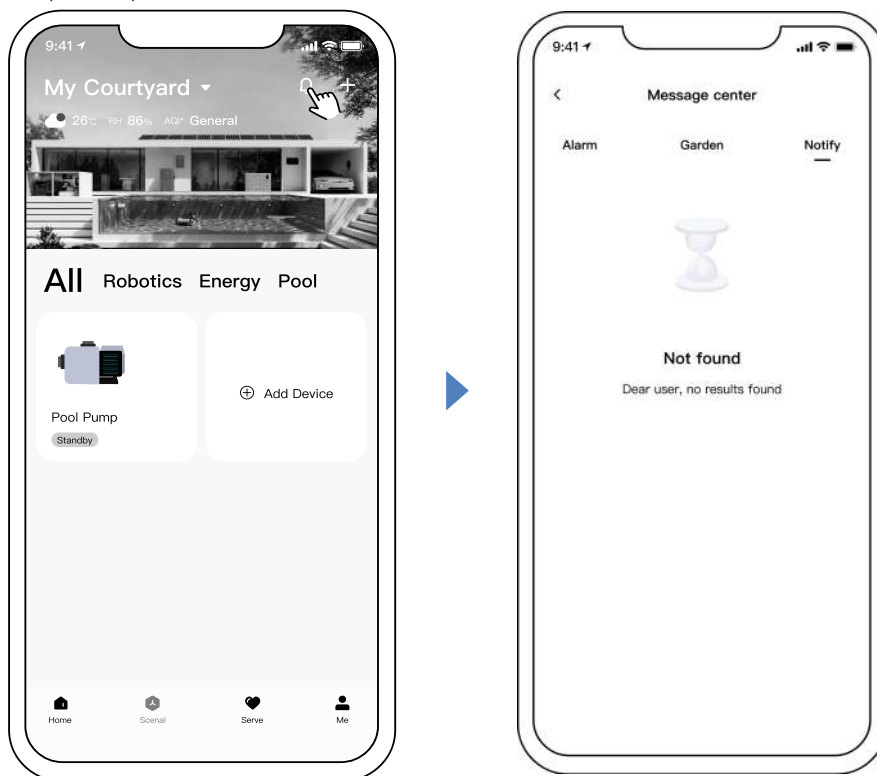 9:41
My Courtyard
26°C RH 86% AQI* General
All Robotics Energy Pool
Pool Pump
Standby
Add Device
Home Scenal Serve Me
9:41
Message center
Alarm Garden Notify
Not found
Dear user, no results found